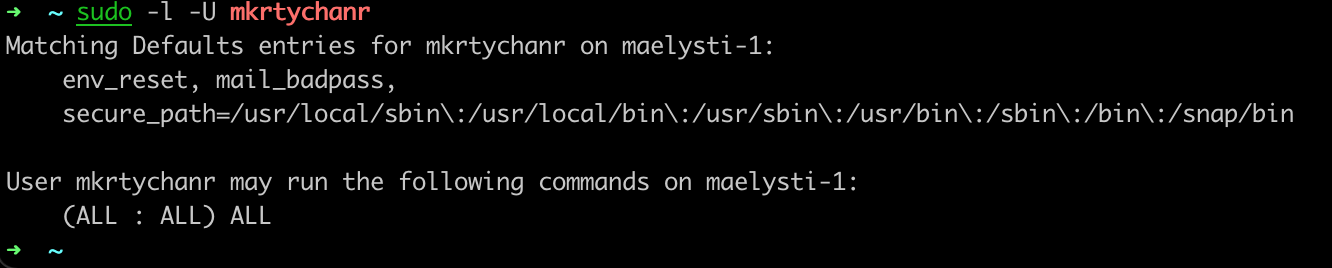 ➜ ~ sudo -l -U mkrtychanr
Matching Defaults entries for mkrtychanr on maelysti-1:
    env_reset, mail_badpass,
    secure_path=/usr/local/sbin\:/usr/local/bin\:/usr/sbin\:/usr/bin\:/sbin\:/bin\:/snap/bin

User mkrtychanr may run the following commands on maelysti-1:
    (ALL : ALL) ALL
➜ ~